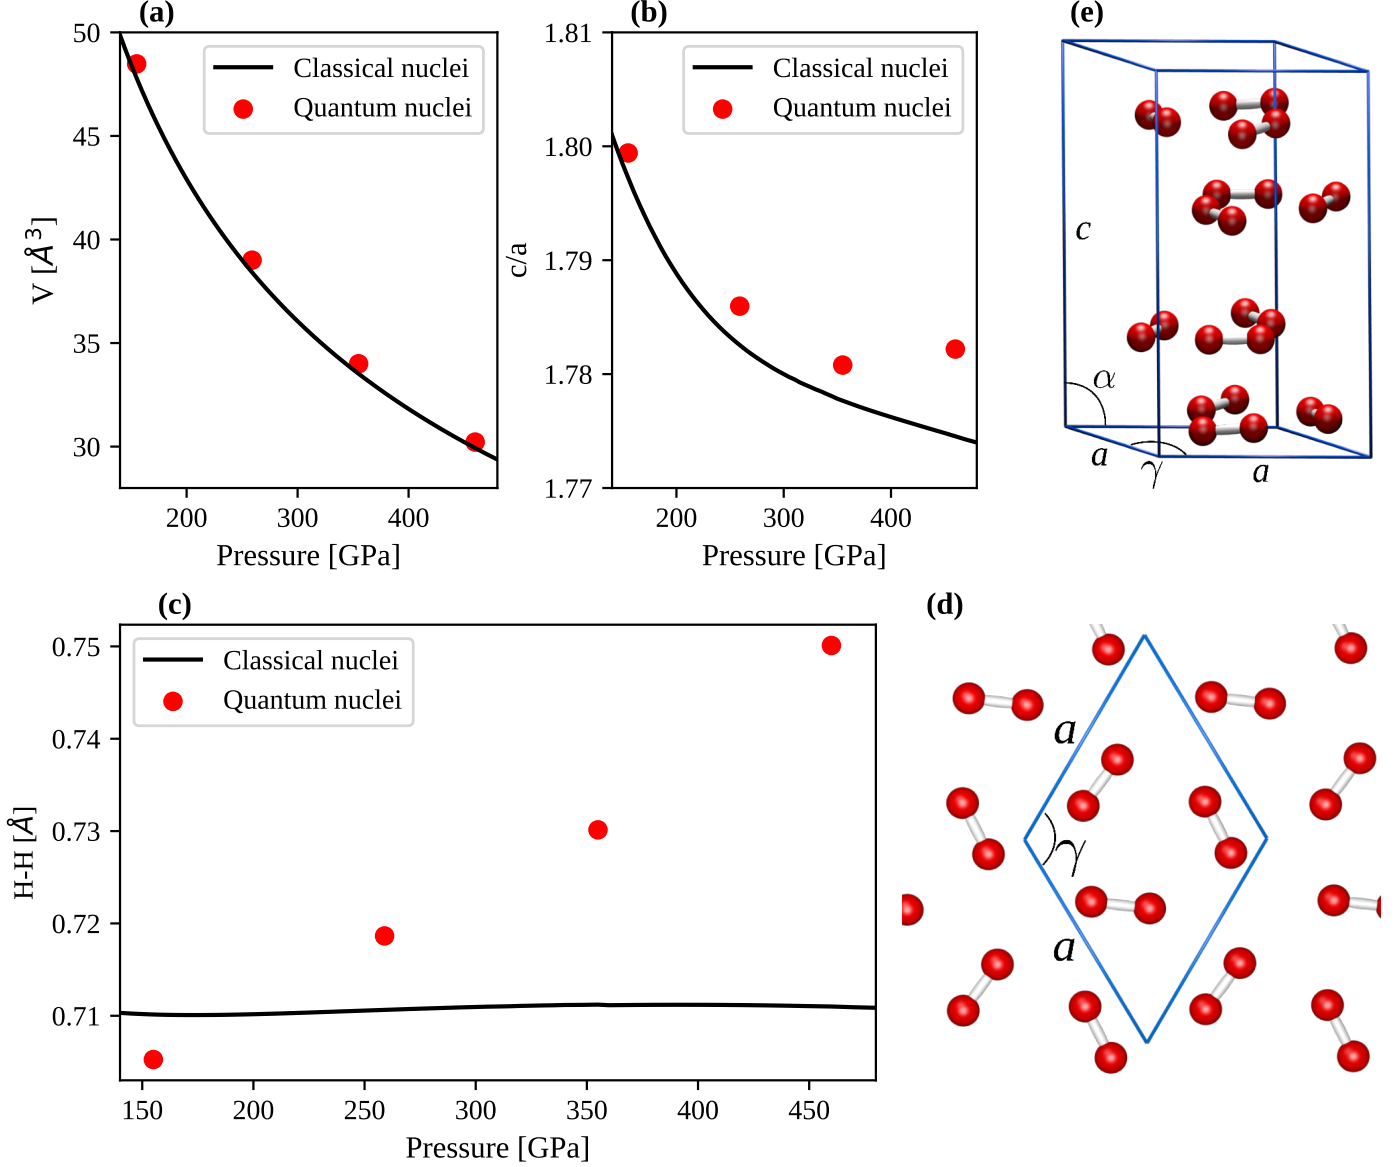 (a)
50
45
40
35
30
V [Å³]
Classical nuclei
Quantum nuclei
200 300 400
Pressure [GPa]
(b)
1.81
1.80
1.79
1.78
1.77
c/a
Classical nuclei
Quantum nuclei
200 300 400
Pressure [GPa]
(e)
c
α
a
γ
a
(c)
0.75
0.74
0.73
0.72
0.71
H-H [Å]
Classical nuclei
Quantum nuclei
150 200 250 300 350 400 450
Pressure [GPa]
(d)
a
γ
a